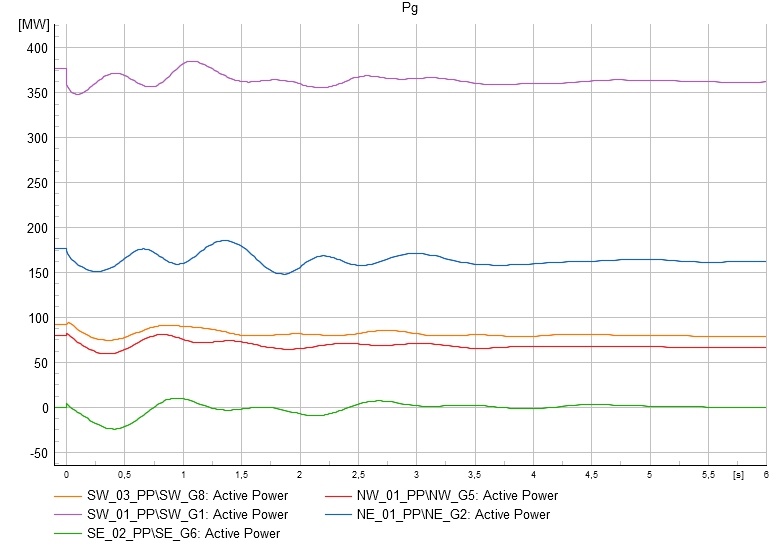 Pg
[MW]
400
350
300
250
200
150
100
50
0
-50
0 0,5 1 1,5 2 2,5 3 3,5 4 4,5 5 5,5 [s] 6
SW_03_PP\SW_G8: Active Power NW_01_PP\NW_G5: Active Power
SW_01_PP\SW_G1: Active Power NE_01_PP\NE_G2: Active Power
SE_02_PP\SE_G6: Active Power